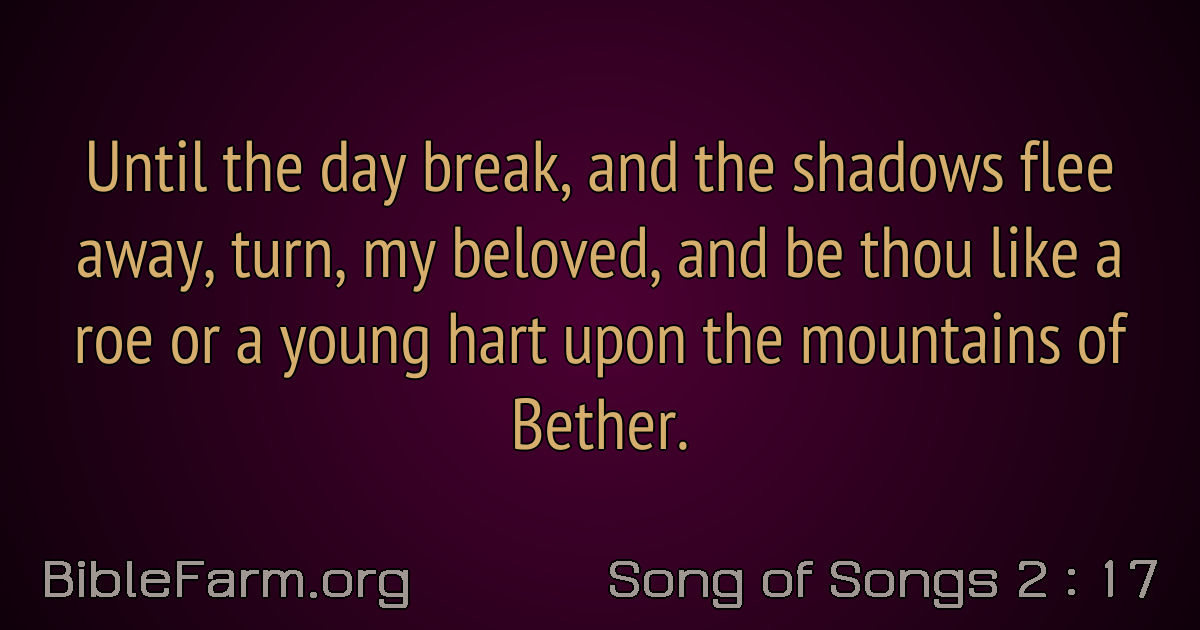 Until the day break, and the shadows flee
away, turn, my beloved, and be thou like a
roe or a young hart upon the mountains of
Bether.
BibleFarm.org
Song of Songs 2 : 17